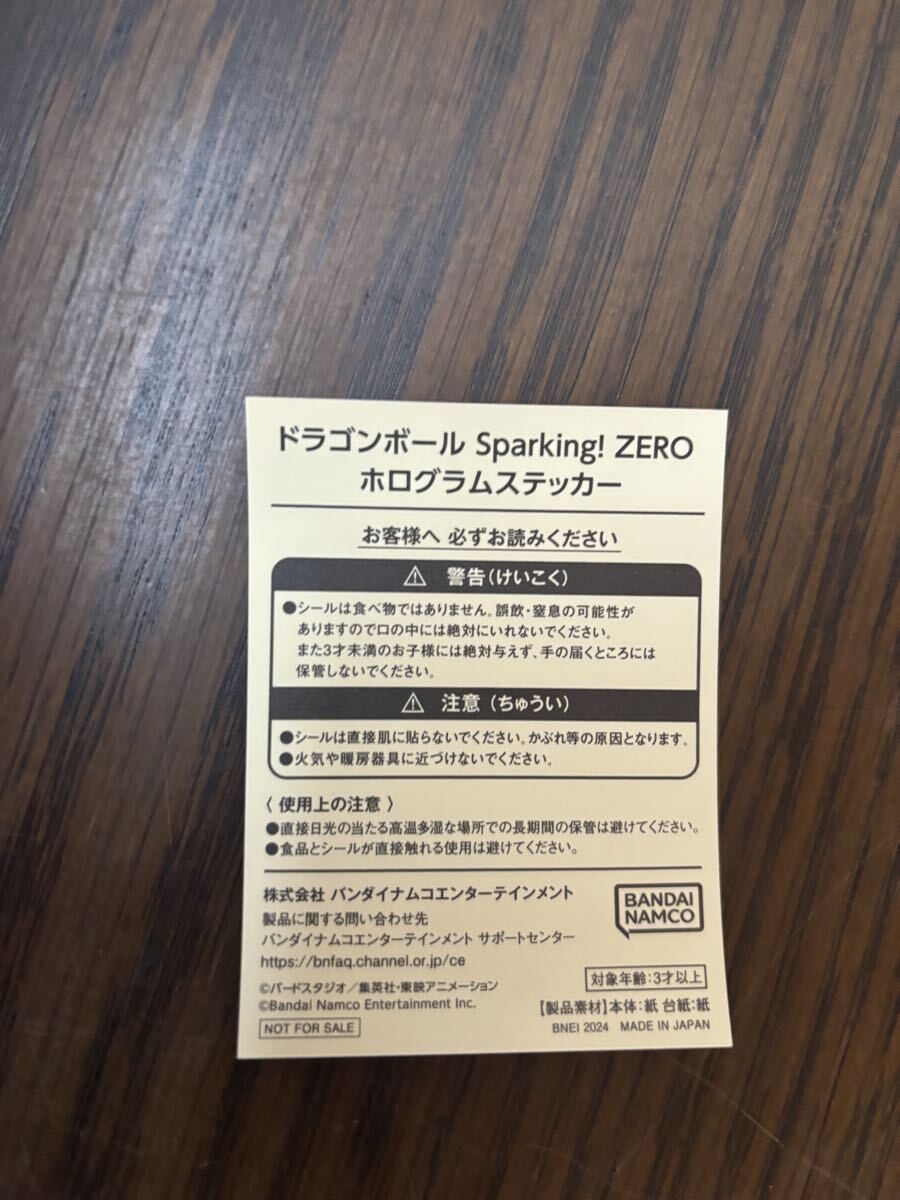 ドラゴンボール Sparking! ZERO
ホログラムステッカー
お客様へ 必ずお読みください
⚠ 警告(けいこく)
●シールは食べ物ではありません。誤飲・窒息の可能性が
ありますので口の中には絶対にいれないでください。
また3才未満のお子様には絶対与えず、手の届くところには
保管しないでください。
⚠ 注意(ちゅうい)
●シールは直接肌に貼らないでください。かぶれ等の原因となります。
●火気や暖房器具に近づけないでください。
〈 使用上の注意 〉
●直接日光の当たる高温多湿な場所での長期間の保管は避けてください。
●食品とシールが直接触れる使用は避けてください。
株式会社 バンダイナムコエンターテインメント
製品に関する問い合わせ先
バンダイナムコエンターテインメント サポートセンター
https://bnfaq.channel.or.jp/ce
©バードスタジオ/集英社・東映アニメーション
©Bandai Namco Entertainment Inc.
NOT FOR SALE
BANDAI
NAMCO
対象年齢:3才以上
【製品素材】本体:紙 台紙:紙
BNEI 2024 MADE IN JAPAN